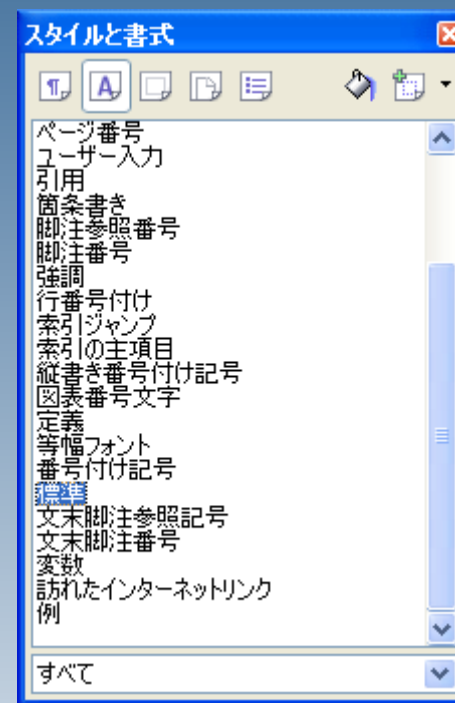 スタイルと書式
ページ番号
ユーザー入力
引用
箇条書き
脚注参照番号
脚注番号
強調
行番号付け
索引ジャンプ
索引の主項目
縦書き番号付け記号
図表番号文字
定義
等幅フォント
番号付け記号
標準
文末脚注参照記号
文末脚注番号
変数
訪れたインターネットリンク
例
すべて